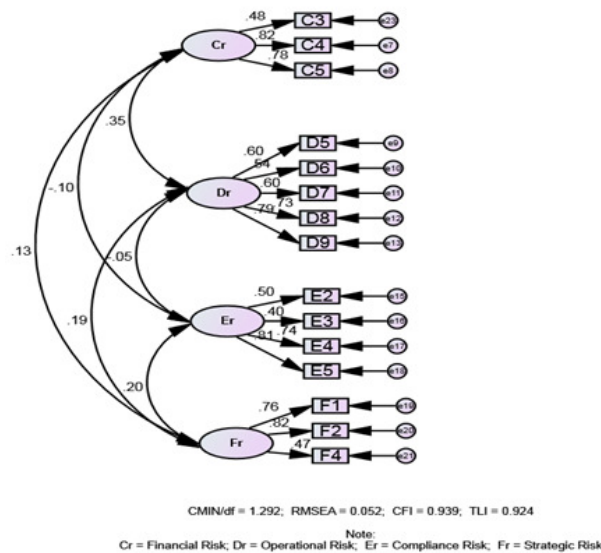 .48 C3 e23
.82 C4 e7
Cr
.78 C5 e8
.35
.60 D5 e9
.54 D6 e10
Dr .60 D7 e11
.73 D8 e12
.79 D9 e13
-.10
-.05
.13
.50 E2 e15
.40 E3 e16
Er .74 E4 e17
.81 E5 e18
.19
.20
.76 F1 e19
.82 F2 e20
Fr .47 F4 e21
CMIN/df = 1.292; RMSEA = 0.052; CFI = 0.939; TLI = 0.924
Note:
Cr = Financial Risk; Dr = Operational Risk; Er = Compliance Risk; Fr = Strategic Risk